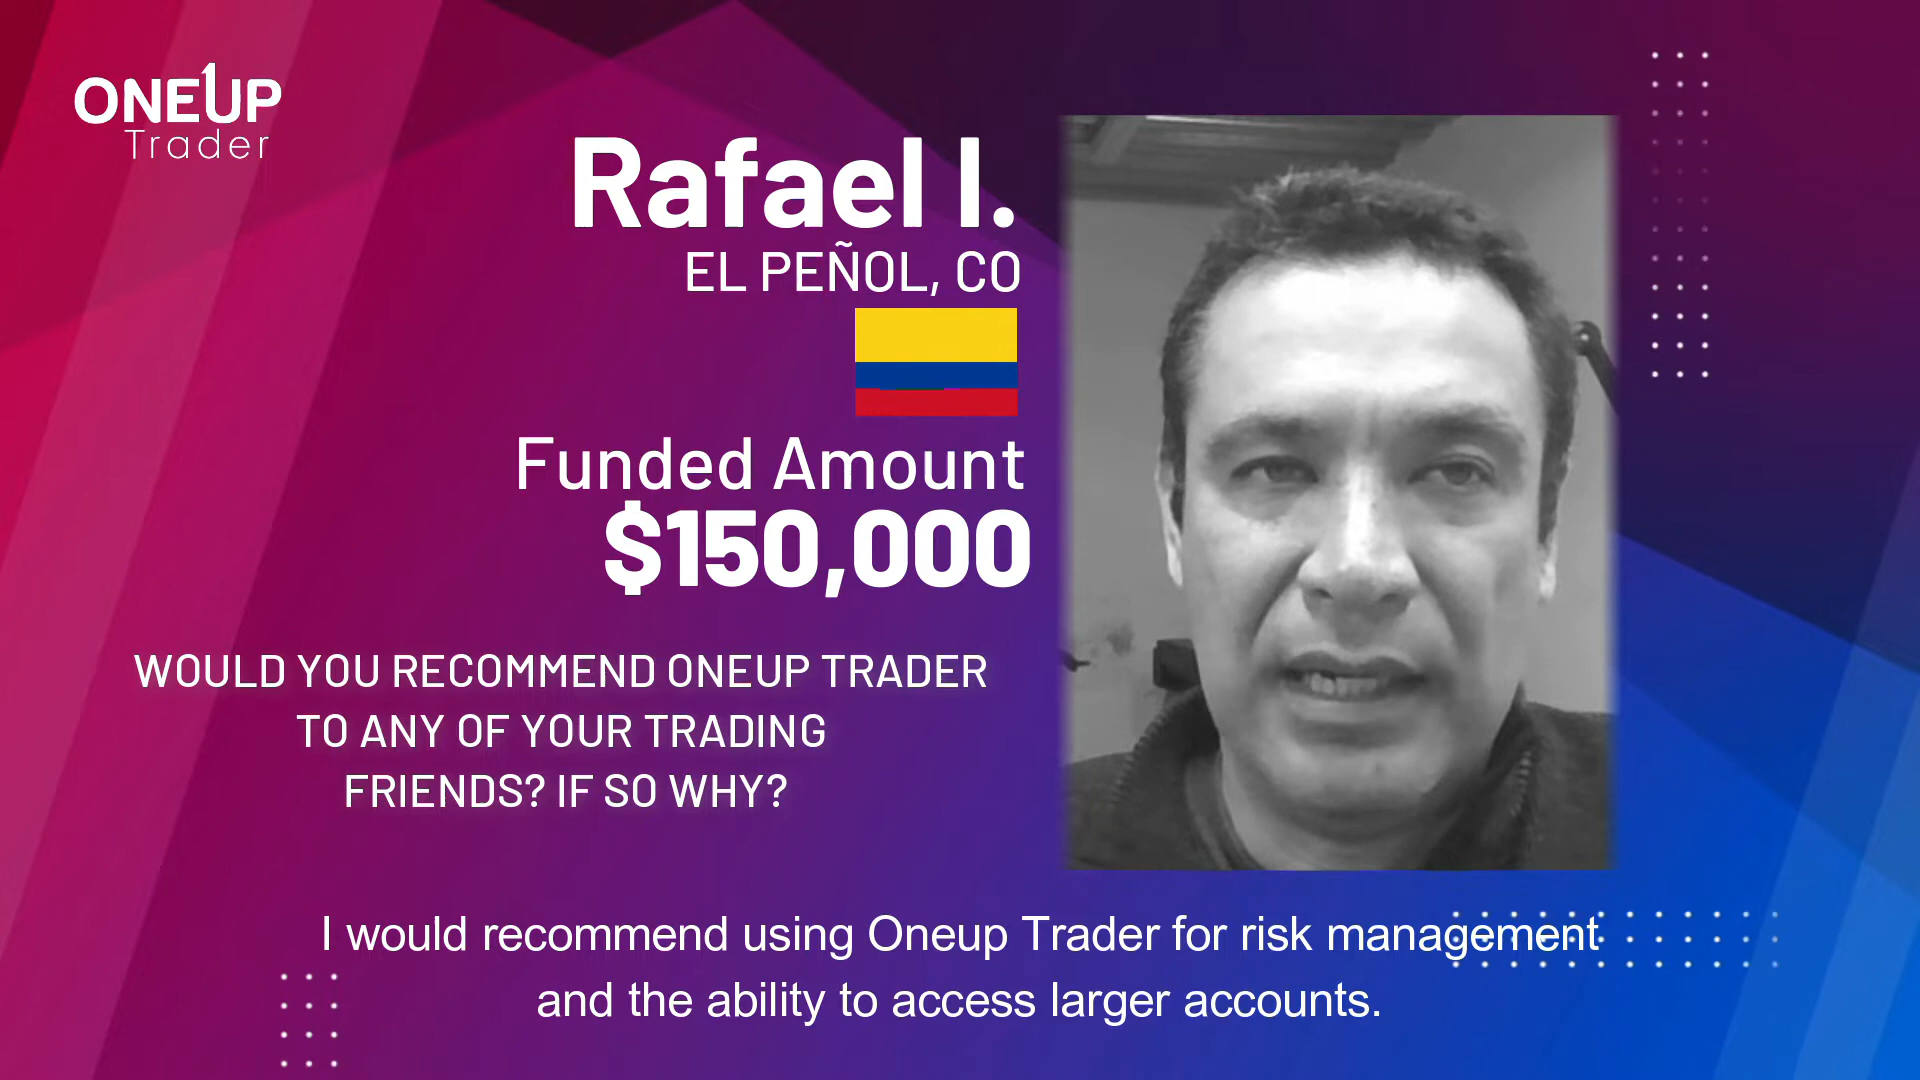 ONEUP
Trader
Rafael I.
EL PEÑOL, CO
Funded Amount
$150,000
WOULD YOU RECOMMEND ONEUP TRADER
TO ANY OF YOUR TRADING
FRIENDS? IF SO WHY?
I would recommend using Oneup Trader for risk management
and the ability to access larger accounts.